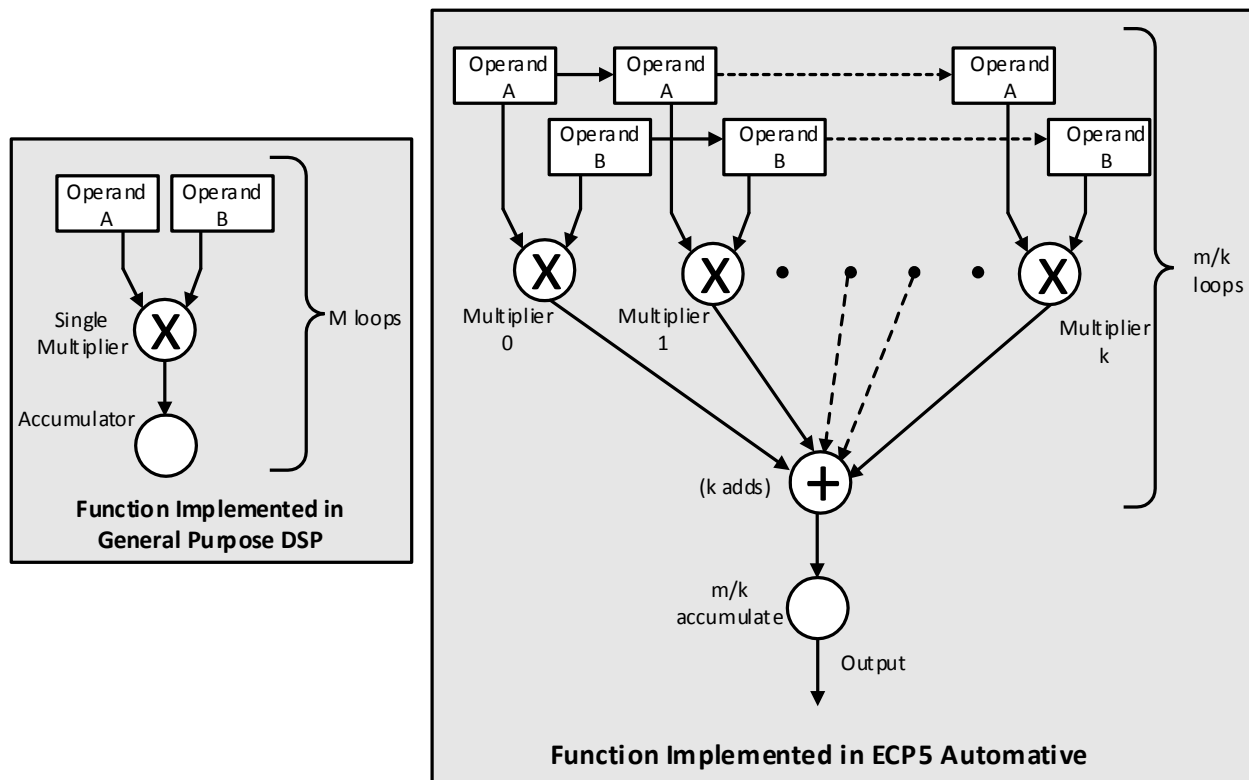 Operand
A
Operand
B
X
Single
Multiplier
Accumulator
M loops
Function Implemented in
General Purpose DSP
Operand
A
Operand
A
Operand
A
Operand
B
Operand
B
Operand
B
X
X
X
Multiplier
0
Multiplier
1
Multiplier
k
m/k
loops
(k adds)
+
m/k
accumulate
Output
Function Implemented in ECP5 Automative